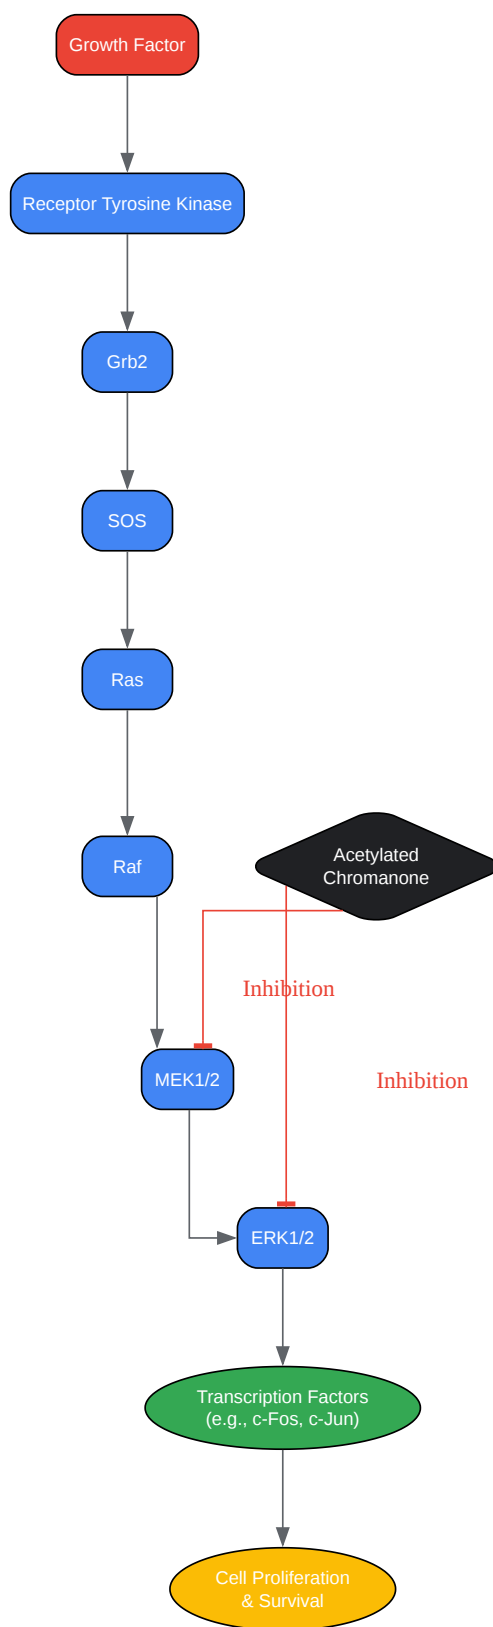 Growth Factor
Receptor Tyrosine Kinase
Grb2
SOS
Ras
Raf
Acetylated
Chromanone
Inhibition
MEK1/2
Inhibition
ERK1/2
Transcription Factors
(e.g., c-Fos, c-Jun)
Cell Proliferation
& Survival